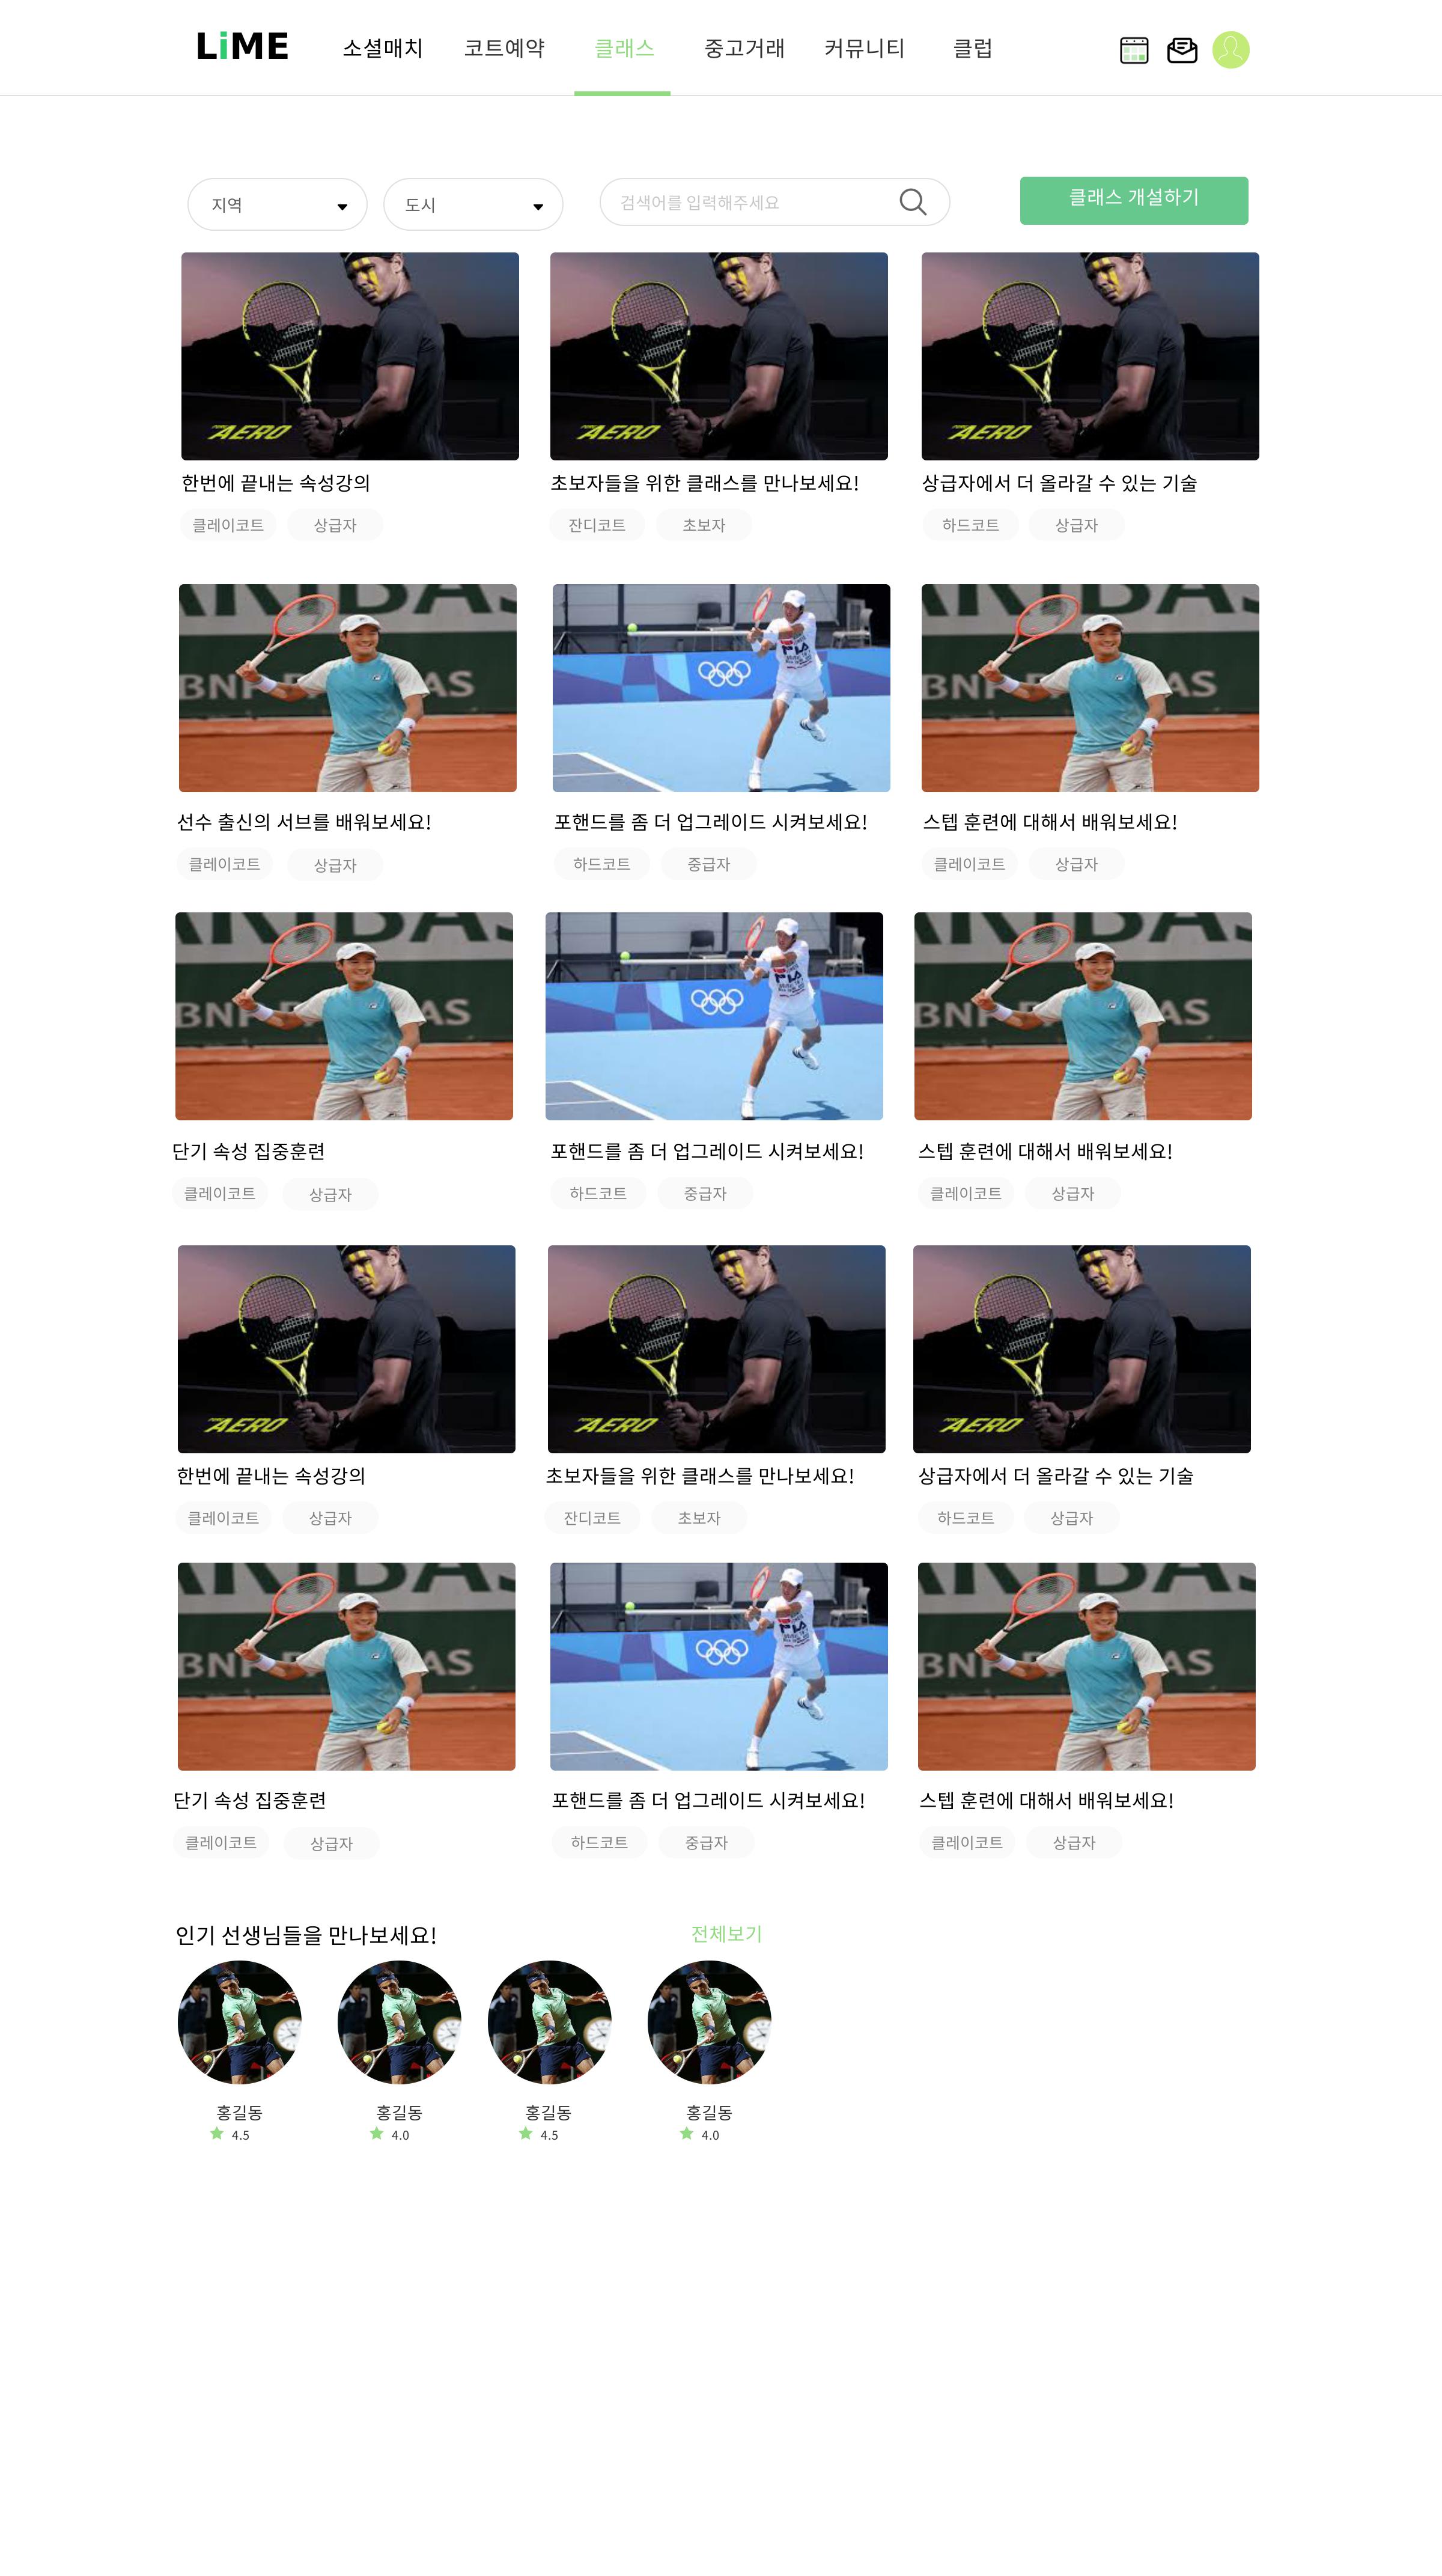 LiME 소셜매치 코트예약 클래스 중고거래 커뮤니티 클럽
지역 도시 검색어를 입력해주세요 클래스 개설하기
AERO AERO AERO
한번에 끝내는 속성강의 초보자들을 위한 클래스를 만나보세요! 상급자에서 더 올라갈 수 있는 기술
클레이코트 상급자 잔디코트 초보자 하드코트 상급자
선수 출신의 서브를 배워보세요! 포핸드를 좀 더 업그레이드 시켜보세요! 스텝 훈련에 대해서 배워보세요!
클레이코트 상급자 하드코트 중급자 클레이코트 상급자
단기 속성 집중훈련 포핸드를 좀 더 업그레이드 시켜보세요! 스텝 훈련에 대해서 배워보세요!
클레이코트 상급자 하드코트 중급자 클레이코트 상급자
AERO AERO AERO
한번에 끝내는 속성강의 초보자들을 위한 클래스를 만나보세요! 상급자에서 더 올라갈 수 있는 기술
클레이코트 상급자 잔디코트 초보자 하드코트 상급자
단기 속성 집중훈련 포핸드를 좀 더 업그레이드 시켜보세요! 스텝 훈련에 대해서 배워보세요!
클레이코트 상급자 하드코트 중급자 클레이코트 상급자
인기 선생님들을 만나보세요! 전체보기
홍길동 홍길동 홍길동 홍길동
4.5 4.0 4.5 4.0